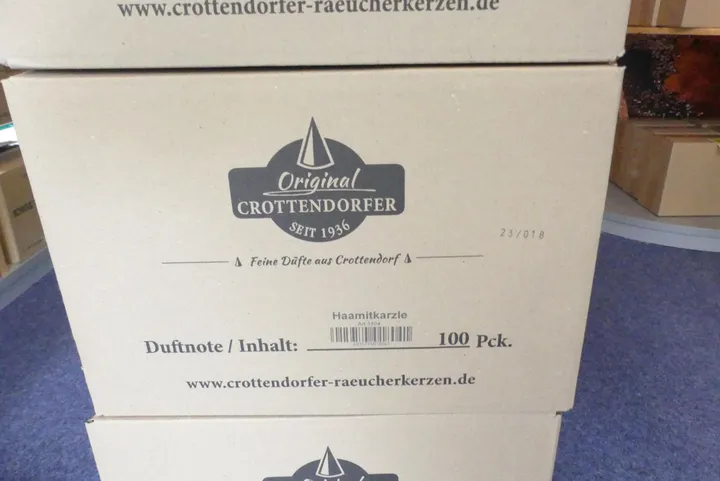 www.crottendorfer-raeucherkerzen.de
Original
CROTTENDORFER
SEIT 1936
23/018
Feine Düfte aus Crottendorf
Haamitkarzle
Duftnote / Inhalt: 100 Pck.
www.crottendorfer-raeucherkerzen.de